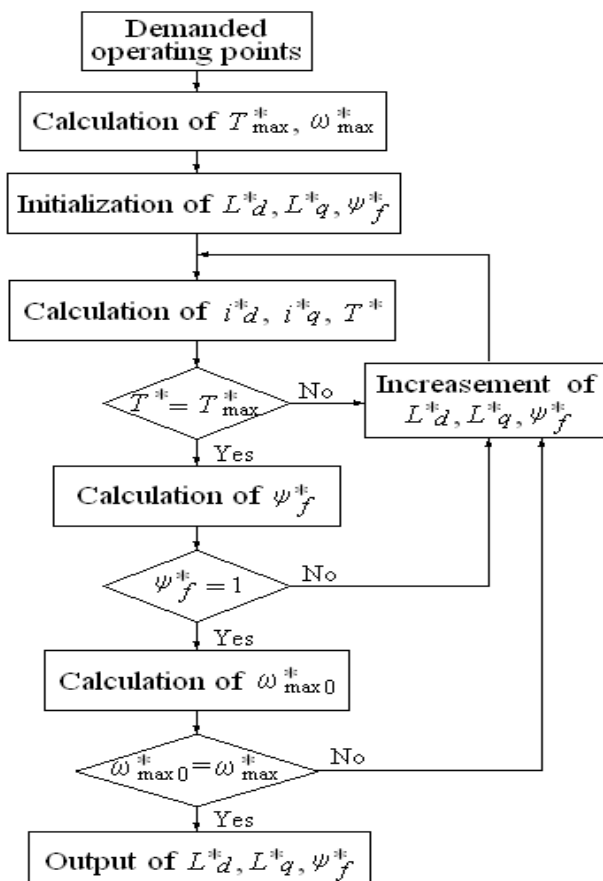 Demanded
operating points
Calculation of T*max, ω*max
Initialization of L*d, L*q, ψ*f
Calculation of i*d, i*q, T*
T* = T*max
No
Increasement of
L*d, L*q, ψ*f
Yes
Calculation of ψ*f
ψ*f = 1
No
Yes
Calculation of ω*max0
ω*max0 = ω*max
No
Yes
Output of L*d, L*q, ψ*f